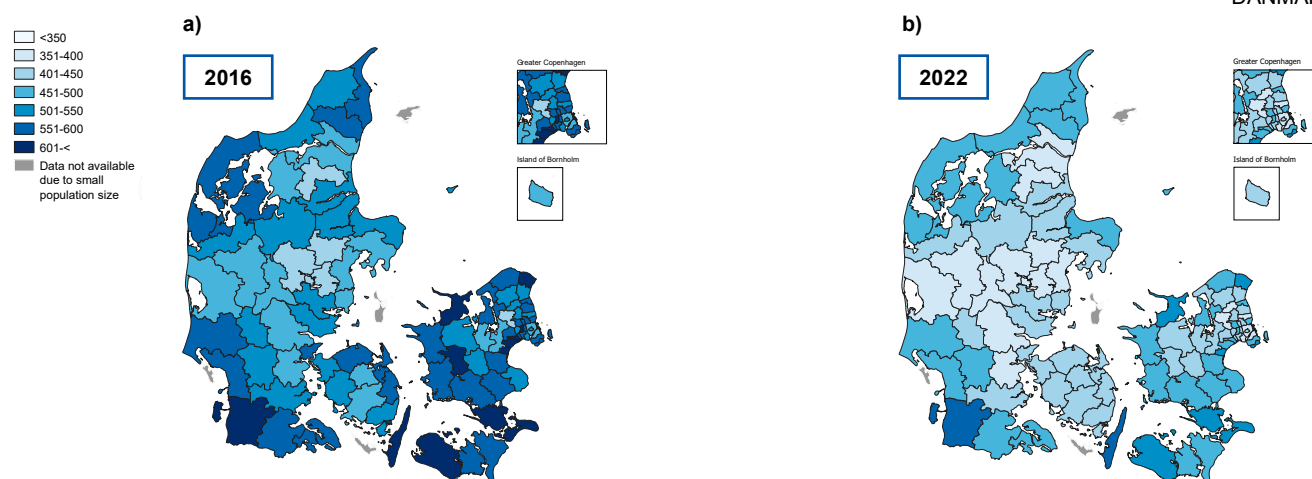 <350
351-400
401-450
451-500
501-550
551-600
601-<
Data not available
due to small
population size
a)
2016
Greater Copenhagen
Island of Bornholm
b)
2022
Greater Copenhagen
Island of Bornholm